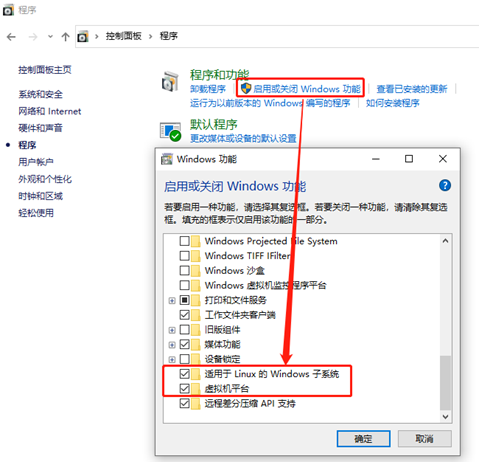 程序
控制面板 > 程序
控制面板主页
系统和安全
网络和 Internet
硬件和声音
程序
用户帐户
外观和个性化
时钟和区域
轻松使用
程序和功能
卸载程序 启用或关闭 Windows 功能 查看已安装的更新
运行为以前版本的 Windows 编写的程序 如何安装程序
默认程序
更改媒体或设备的默认设置
Windows 功能
启用或关闭 Windows 功能
若要启用一种功能，请选择其复选框。若要关闭一种功能，请清除其复选框。填充的框表示仅启用该功能的一部分。
Windows Projected File System
Windows TIFF IFilter
Windows 沙盒
Windows 虚拟机监控程序平台
打印和文件服务
工作文件夹客户端
旧版组件
媒体功能
设备锁定
适用于 Linux 的 Windows 子系统
虚拟机平台
远程差分压缩 API 支持
确定 取消